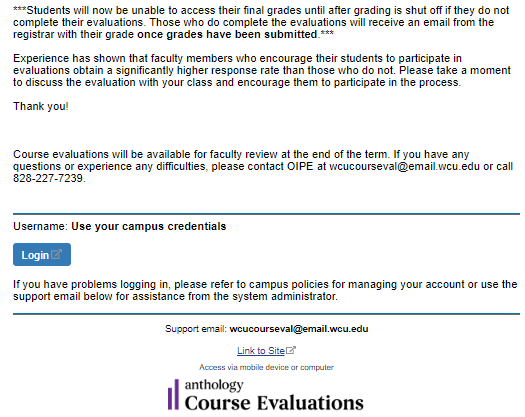 ***Students will now be unable to access their final grades until after grading is shut off if they do not
complete their evaluations. Those who do complete the evaluations will receive an email from the
registrar with their grade once grades have been submitted.***
Experience has shown that faculty members who encourage their students to participate in
evaluations obtain a significantly higher response rate than those who do not. Please take a moment
to discuss the evaluation with your class and encourage them to participate in the process.
Thank you!
Course evaluations will be available for faculty review at the end of the term. If you have any
questions or experience any difficulties, please contact OIPE at wcucourseval@email.wcu.edu or call
828-227-7239.
Username: Use your campus credentials
Login
If you have problems logging in, please refer to campus policies for managing your account or use the
support email below for assistance from the system administrator.
Support email: wcucourseval@email.wcu.edu
Link to Site
Access via mobile device or computer
anthology
Course Evaluations